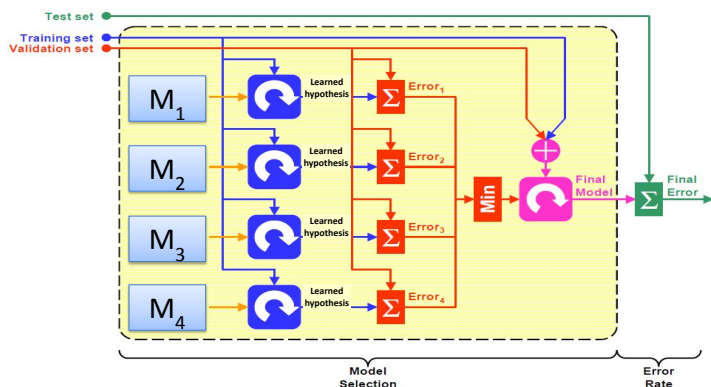 Test set
Training set
Validation set
M1
Learned
hypothesis
Σ
Error1
M2
Learned
hypothesis
Σ
Error2
M3
Learned
hypothesis
Σ
Error3
M4
Learned
hypothesis
Σ
Error4
Min
+
Final
Model
Σ
Final
Error
Model
Selection
Error
Rate